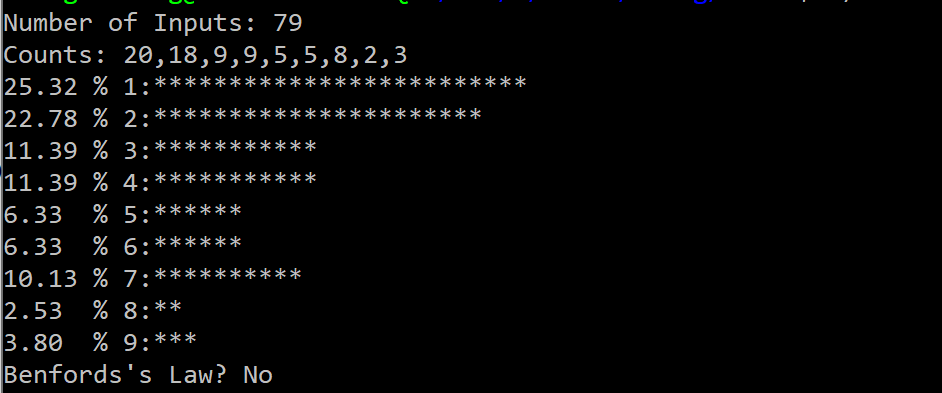 Number of Inputs: 79
Counts: 20,18,9,9,5,5,8,2,3
25.32 % 1:*************************
22.78 % 2:**********************
11.39 % 3:***********
11.39 % 4:***********
6.33  % 5:******
6.33  % 6:******
10.13 % 7:**********
2.53  % 8:**
3.80  % 9:***
Benfords's Law? No